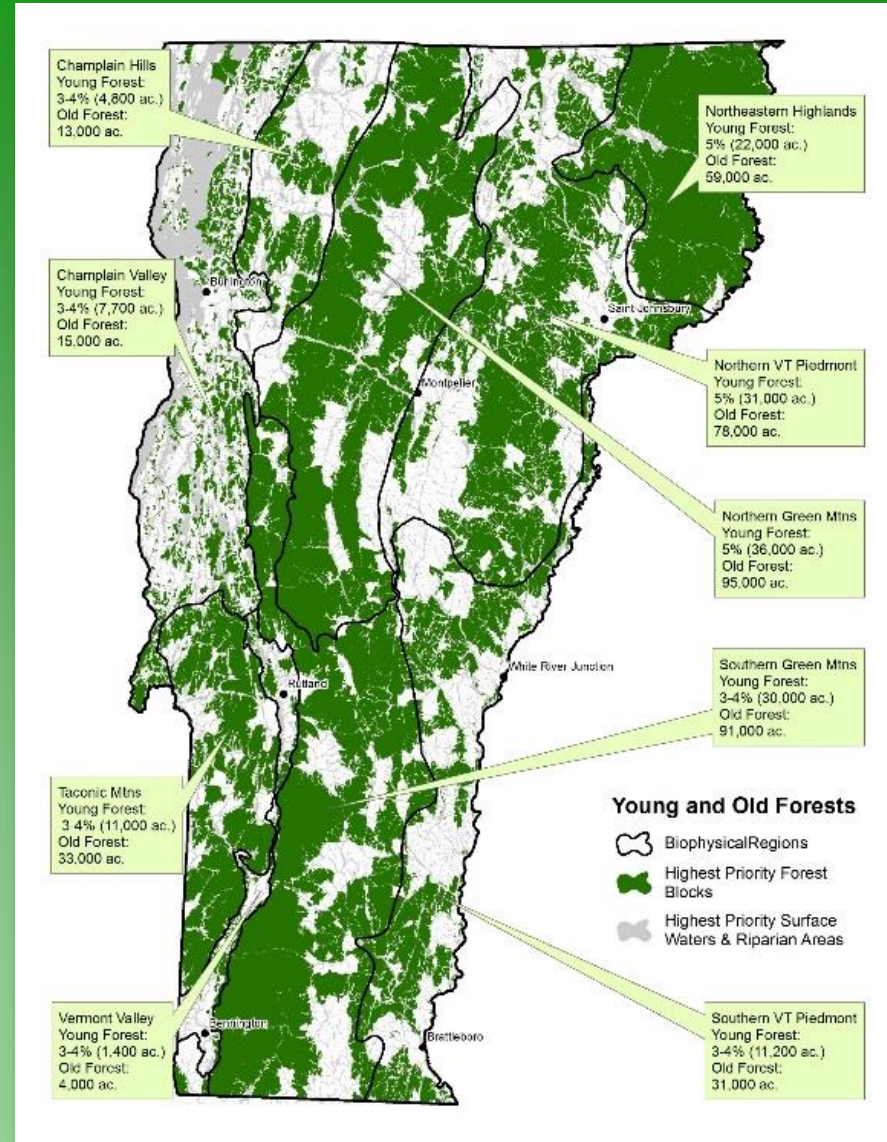 Champlain Hills
Young Forest:
3-4% (4,800 ac.)
Old Forest:
13,000 ac.
Northeastern Highlands
Young Forest:
5% (22,000 ac.)
Old Forest:
59,000 ac.
Champlain Valley
Young Forest:
3-4% (7,700 ac.)
Old Forest:
15,000 ac.
Burlington
Saint Johnsbury
Northern VT Piedmont
Young Forest:
5% (31,000 ac.)
Old Forest:
78,000 ac.
Montpelier
Northern Green Mtns
Young Forest:
5% (36,000 ac.)
Old Forest:
95,000 ac.
White River Junction
Southern Green Mtns
Young Forest:
3-4% (30,000 ac.)
Old Forest:
91,000 ac.
Rutland
Taconic Mtns
Young Forest:
3-4% (11,000 ac.)
Old Forest:
33,000 ac.
Young and Old Forests
BiophysicalRegions
Highest Priority Forest
Blocks
Highest Priority Surface
Waters & Riparian Areas
Vermont Valley
Young Forest:
3-4% (1,400 ac.)
Old Forest:
4,000 ac.
Bennington
Brattleboro
Southern VT Piedmont
Young Forest:
3-4% (11,200 ac.)
Old Forest:
31,000 ac.